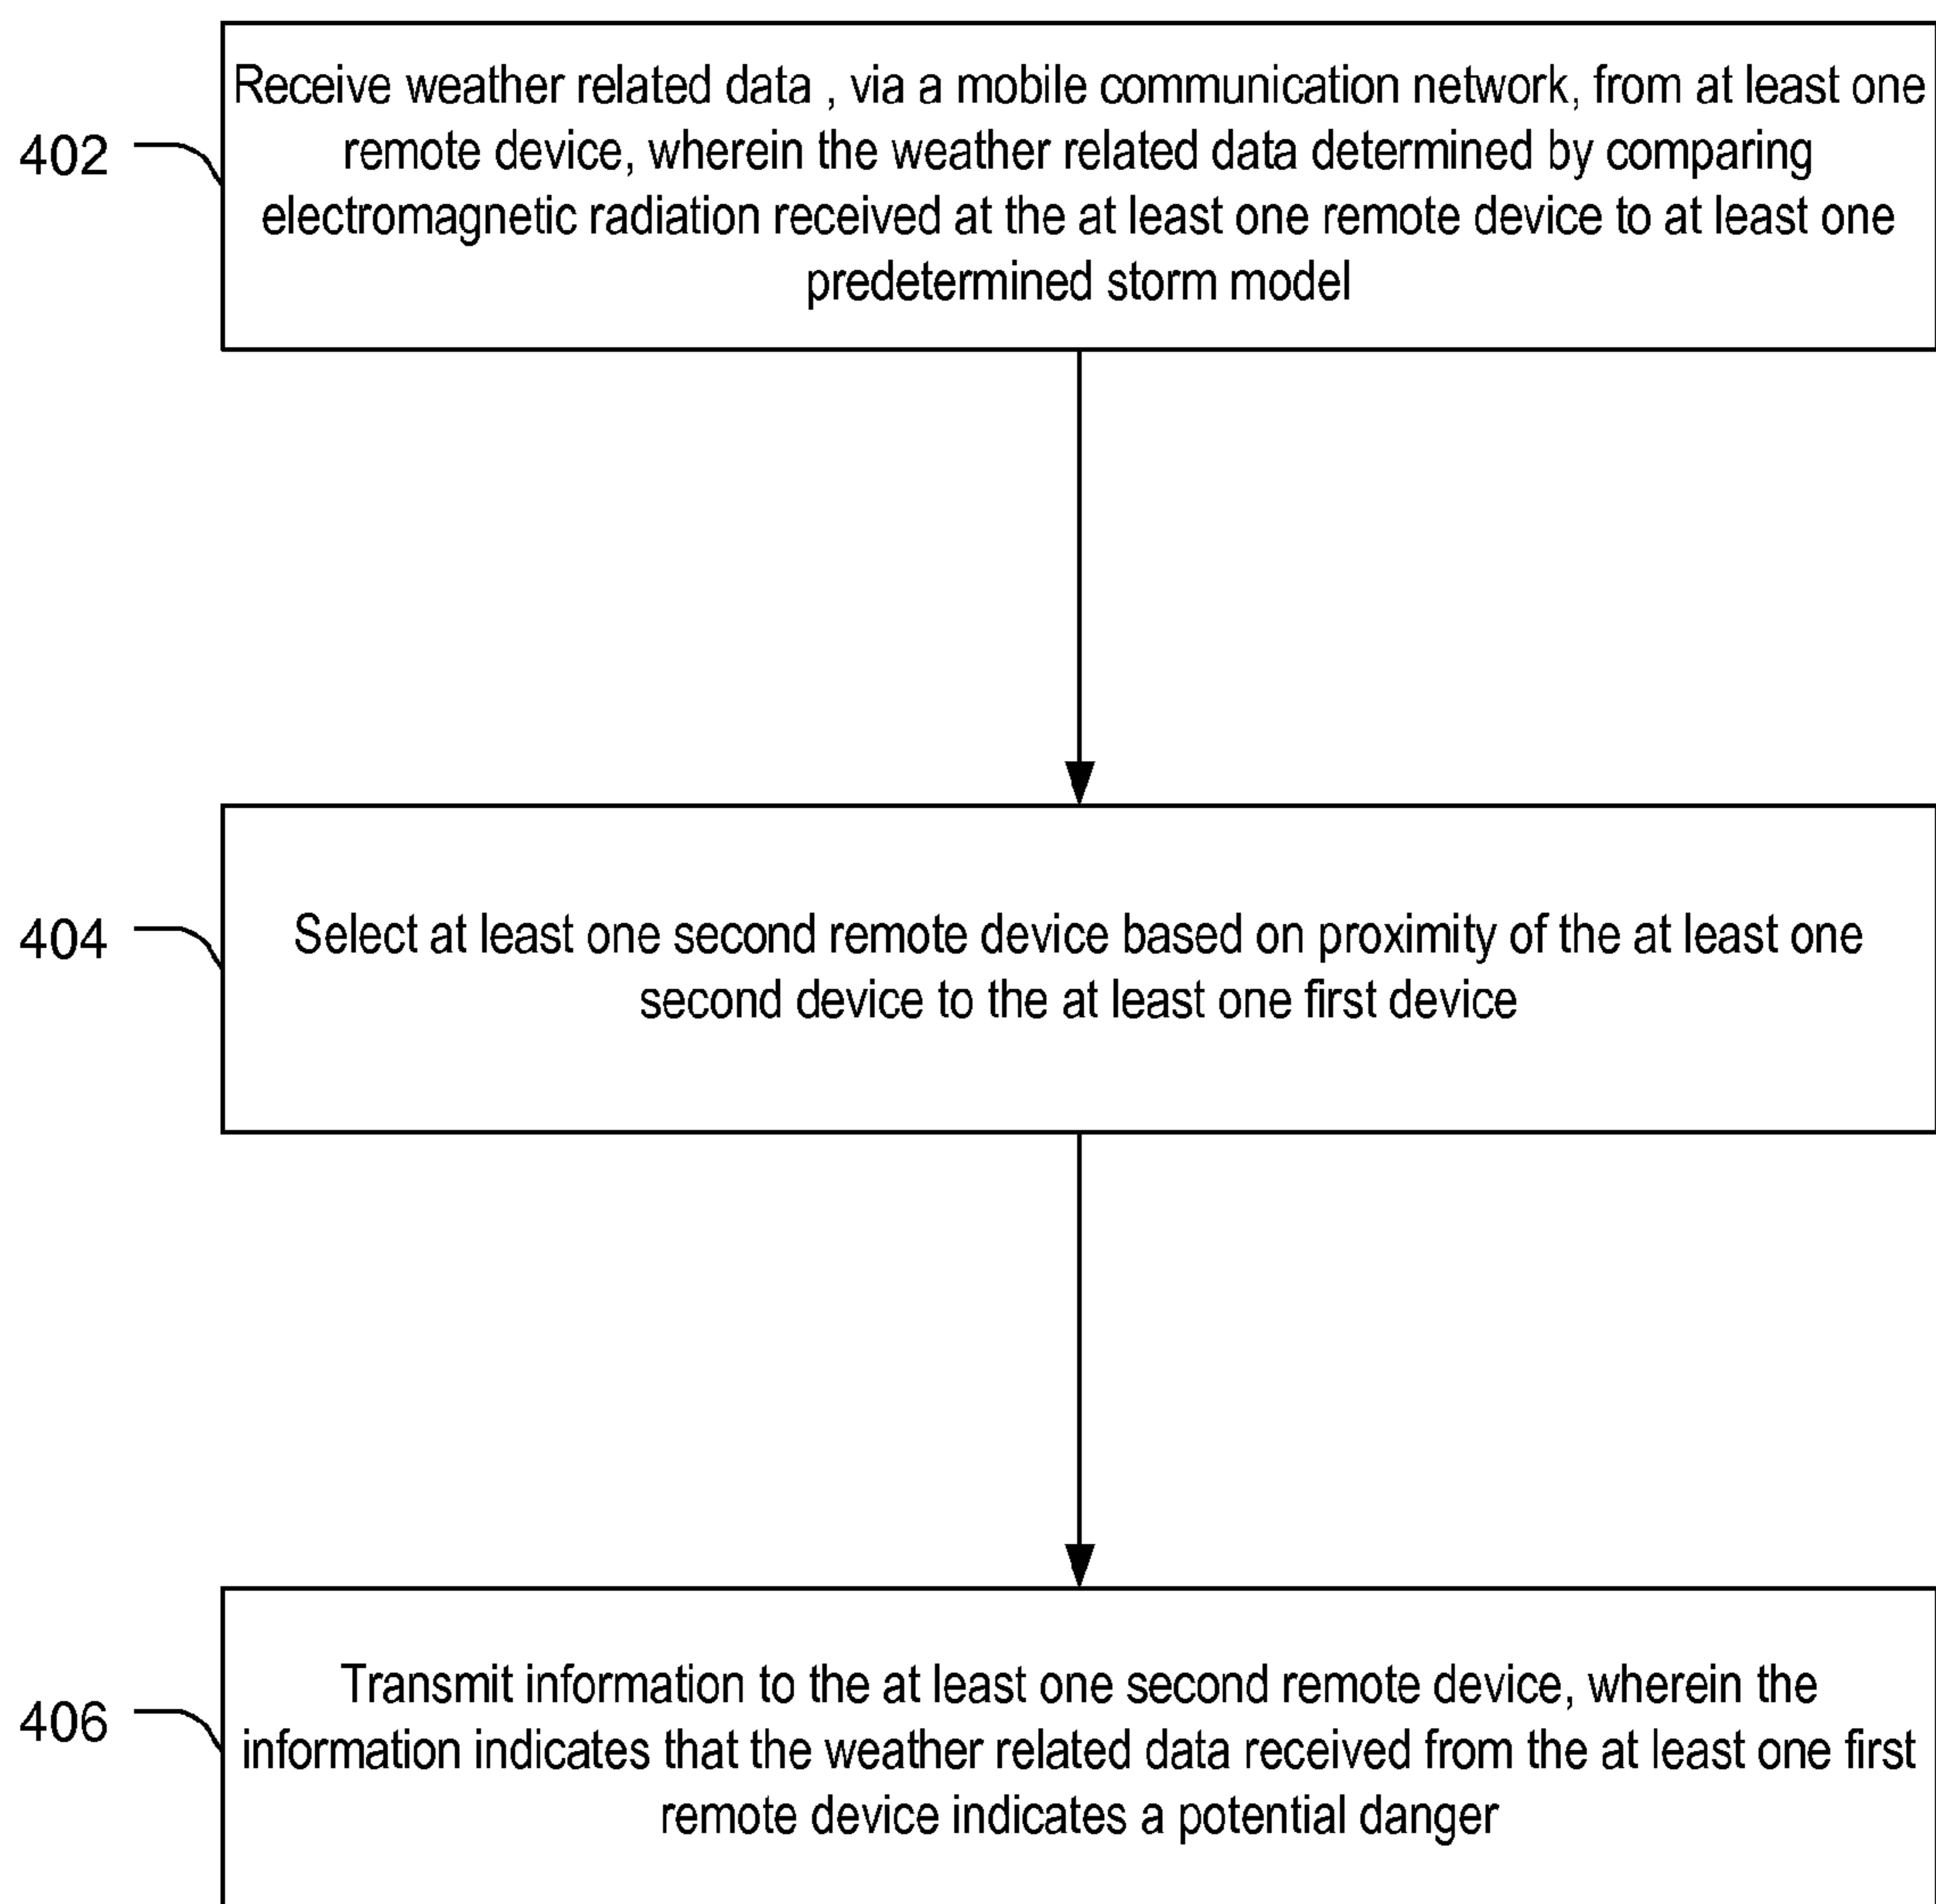 Receive weather related data , via a mobile communication network, from at least one
402
remote device, wherein the weather related data determined by comparing
electromagnetic radiation received at the at least one remote device to at least one
predetermined storm model
404
Select at least one second remote device based on proximity of the at least one
second device to the at least one first device
Transmit information to the at least one second remote device, wherein the
406
information indicates that the weather related data received from the at least one first
remote device indicates a potential danger